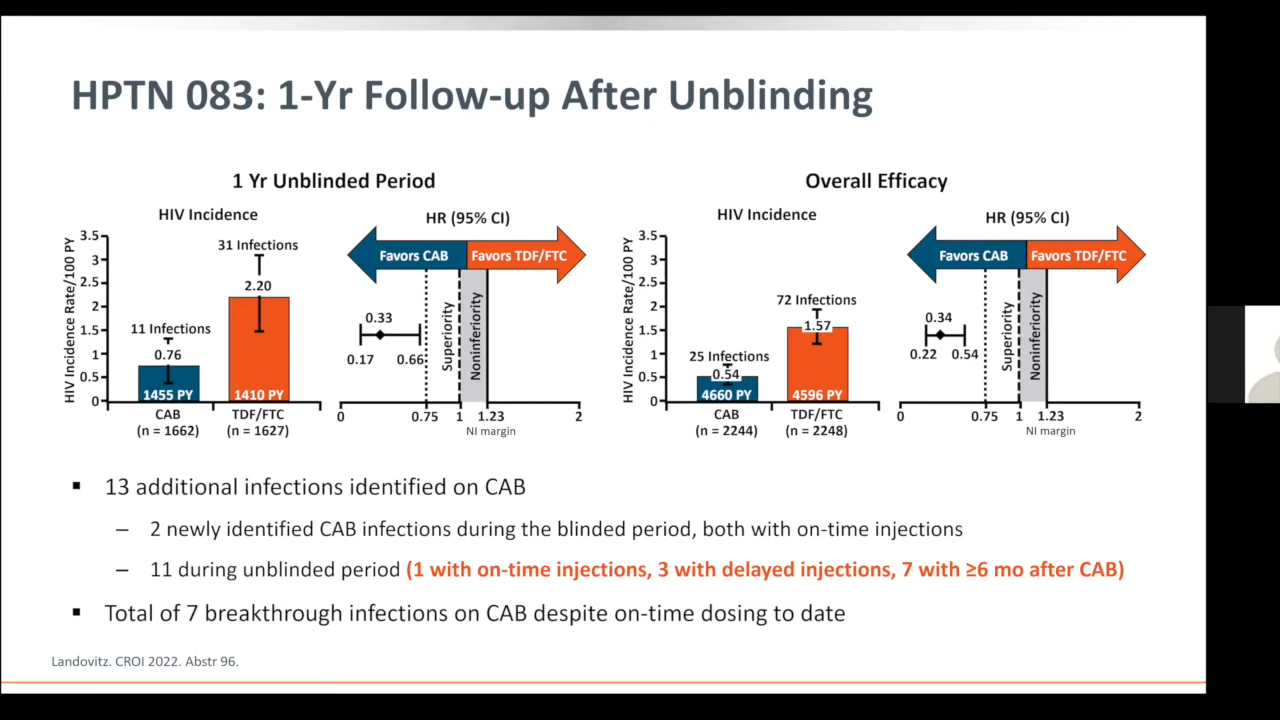 HPTN 083: 1-Yr Follow-up After Unblinding
1 Yr Unblinded Period
HIV Incidence
HIV Incidence Rate/100 PY
3.5
3
2.5
2
1.5
1
0.5
0
11 Infections
0.76
1455 PY
31 Infections
2.20
1410 PY
CAB
(n = 1662)
TDF/FTC
(n = 1627)
HR (95% CI)
Favors CAB
Favors TDF/FTC
Superiority
Noninferiority
0.33
0.17
0.66
0
0.75
1
1.23
2
NI margin
Overall Efficacy
HIV Incidence
HIV Incidence Rate/100 PY
3.5
3
2.5
2
1.5
1
0.5
0
25 Infections
0.54
4660 PY
72 Infections
1.57
4596 PY
CAB
(n = 2244)
TDF/FTC
(n = 2248)
HR (95% CI)
Favors CAB
Favors TDF/FTC
Superiority
Noninferiority
0.34
0.22
0.54
0
0.75
1
1.23
2
NI margin
▪ 13 additional infections identified on CAB
– 2 newly identified CAB infections during the blinded period, both with on-time injections
– 11 during unblinded period (1 with on-time injections, 3 with delayed injections, 7 with ≥6 mo after CAB)
▪ Total of 7 breakthrough infections on CAB despite on-time dosing to date
Landovitz. CROI 2022. Abstr 96.